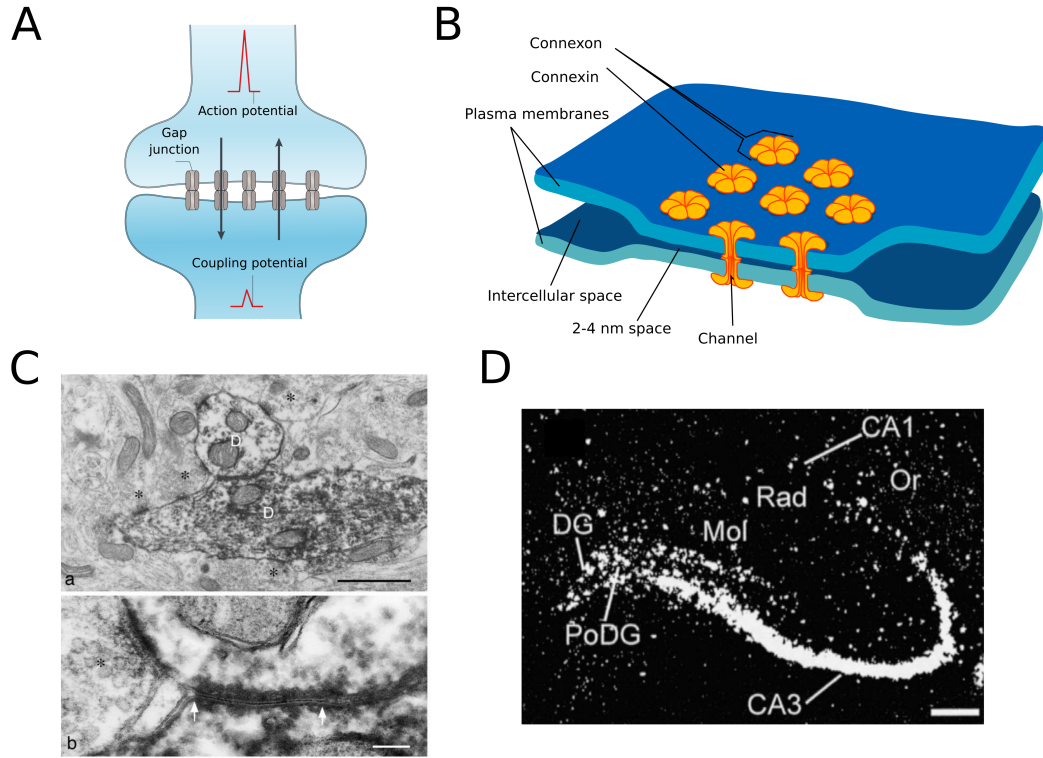 A
Action potential
Gap
junction
Coupling potential
B
Connexon
Connexin
Plasma membranes
Intercellular space
2-4 nm space
Channel
C
*
D
*
*
D
*
a
*
b
D
CA1
Or
Rad
Mol
DG
PoDG
CA3